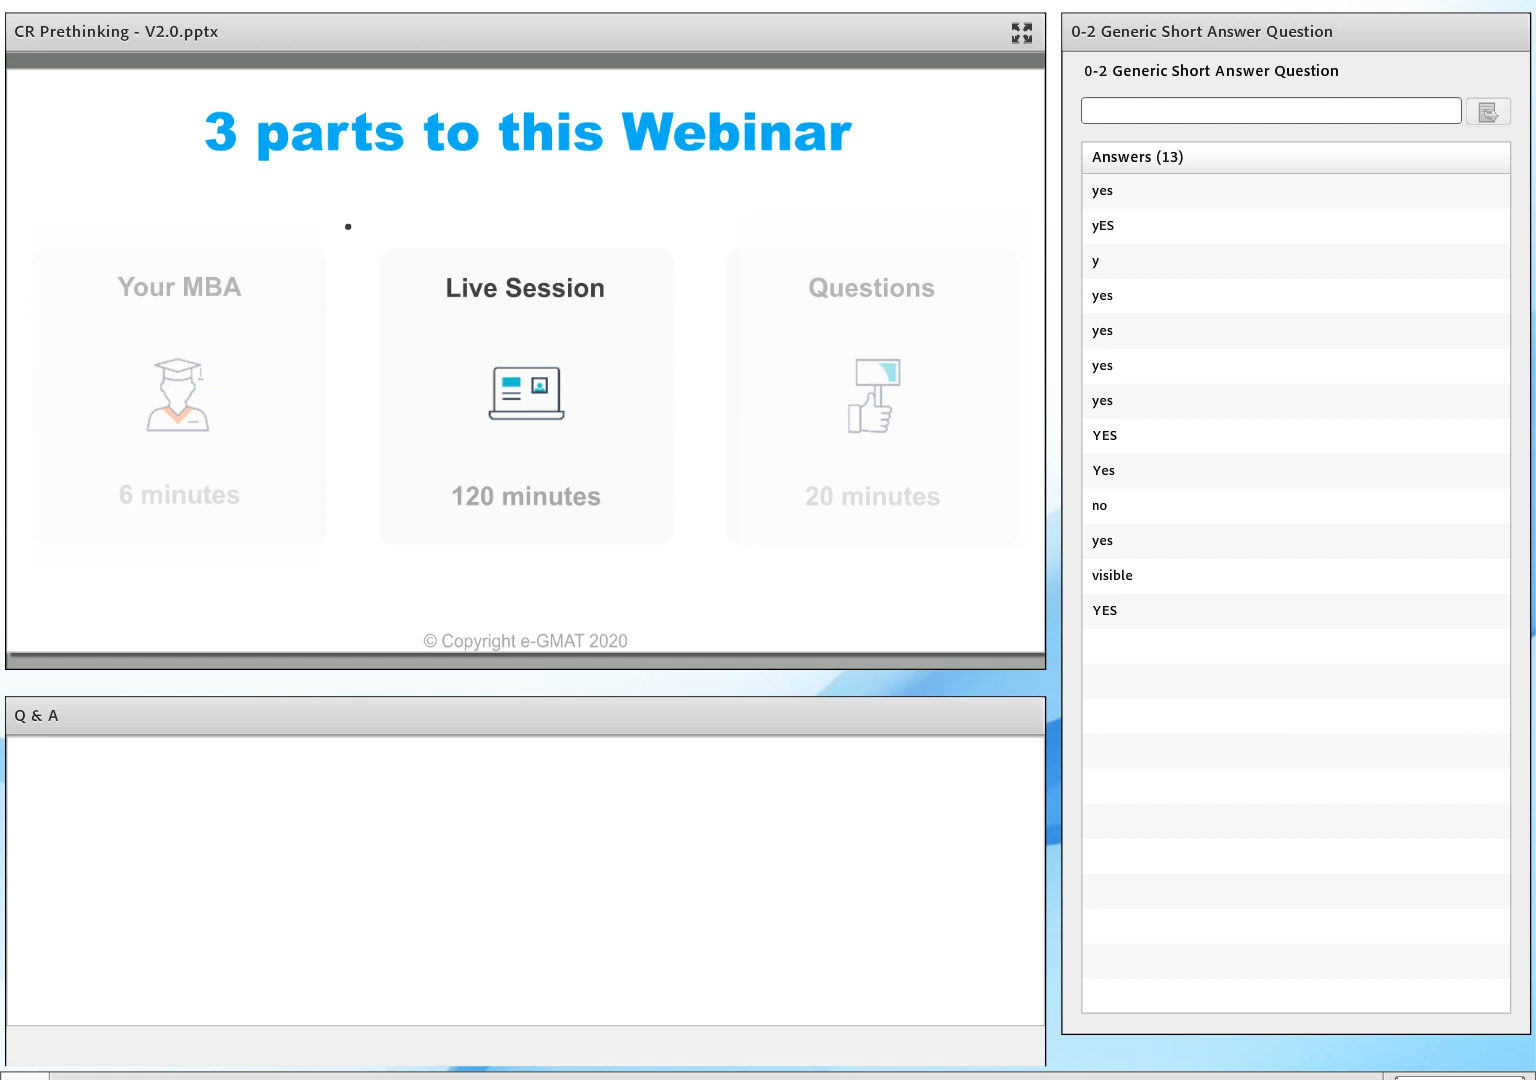 CR Prethinking - V2.0.pptx
3 parts to this Webinar
Your MBA
Live Session
Questions
6 minutes
120 minutes
20 minutes
© Copyright e-GMAT 2020
Q & A
0-2 Generic Short Answer Question
0-2 Generic Short Answer Question
Answers (13)
yes
yES
y
yes
yes
yes
yes
YES
Yes
no
yes
visible
YES